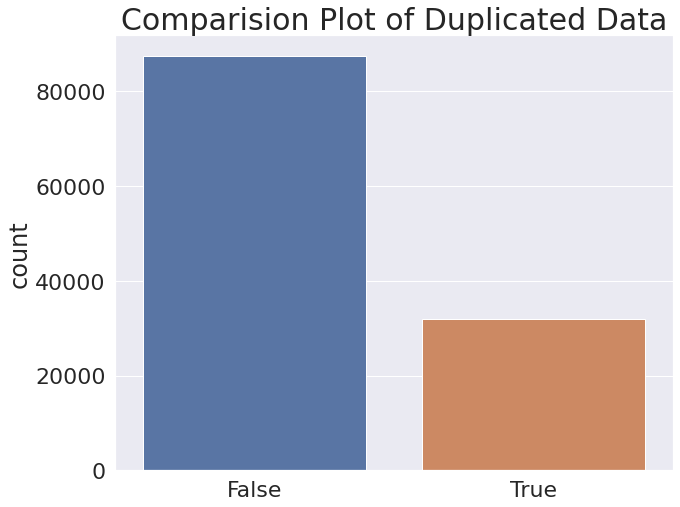 Comparision Plot of Duplicated Data
80000
60000
40000
20000
0
count
False
True